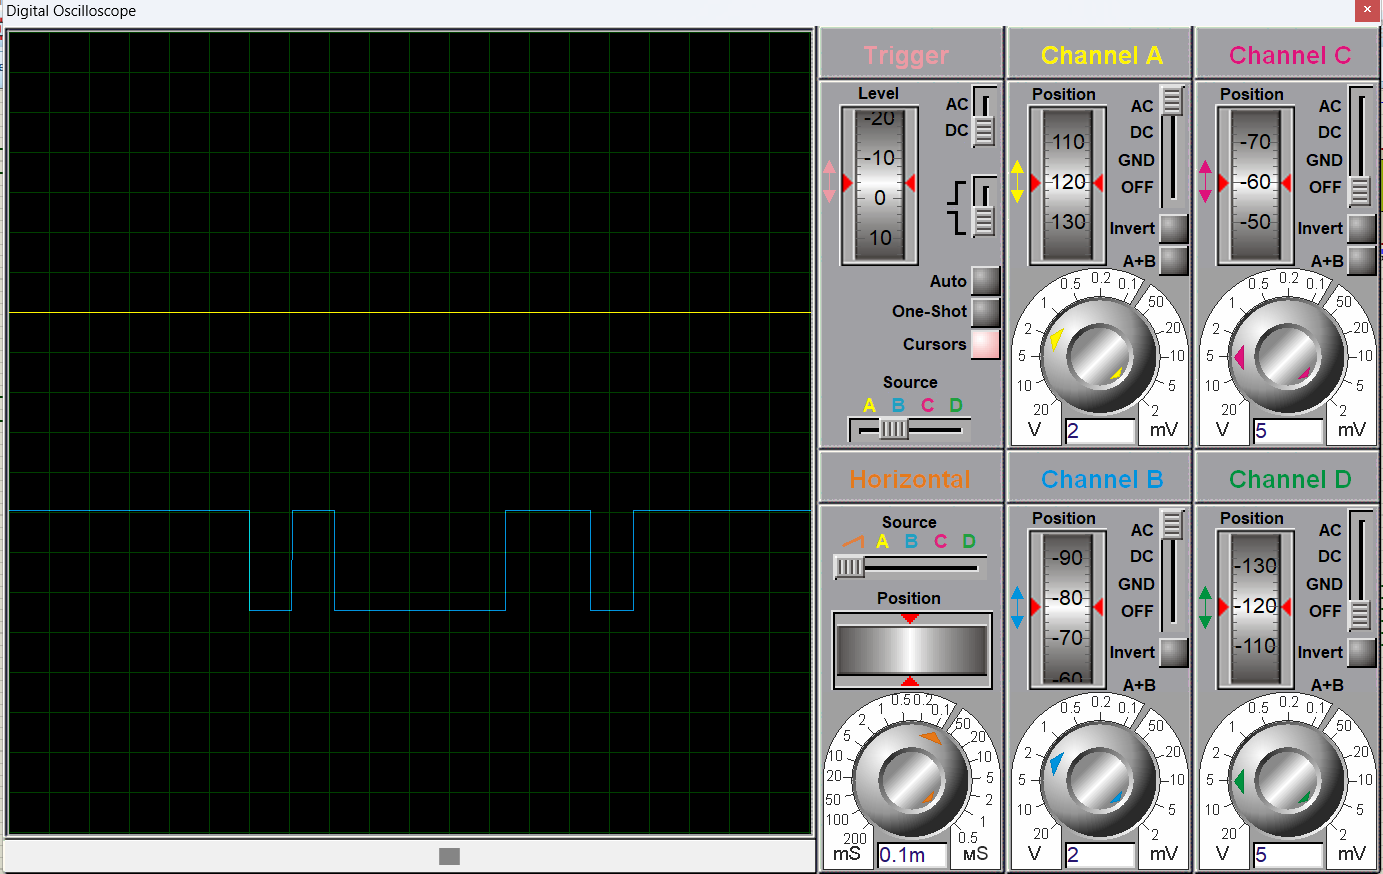 Digital Oscilloscope
Trigger
Level
-20
-10
0
10
AC
DC
Auto
One-Shot
Cursors
Source
A B C D
Channel A
Position
110
120
130
AC
DC
GND
OFF
Invert
A+B
20 10 5 2 1 0.5 0.2 0.1 50 20 10 5 2
V 2 mV
Channel C
Position
-70
-60
-50
AC
DC
GND
OFF
Invert
A+B
20 10 5 2 1 0.5 0.2 0.1 50 20 10 5 2
V 5 mV
Horizontal
Source
A B C D
Position
200 100 50 20 10 5 2 1 0.5 0.2 0.1 50 20 10 5 2 1 0.5
mS 0.1m мS
Channel B
Position
-90
-80
-70
-60
AC
DC
GND
OFF
Invert
A+B
20 10 5 2 1 0.5 0.2 0.1 50 20 10 5 2
V 2 mV
Channel D
Position
-130
-120
-110
AC
DC
GND
OFF
Invert
A+B
20 10 5 2 1 0.5 0.2 0.1 50 20 10 5 2
V 5 mV